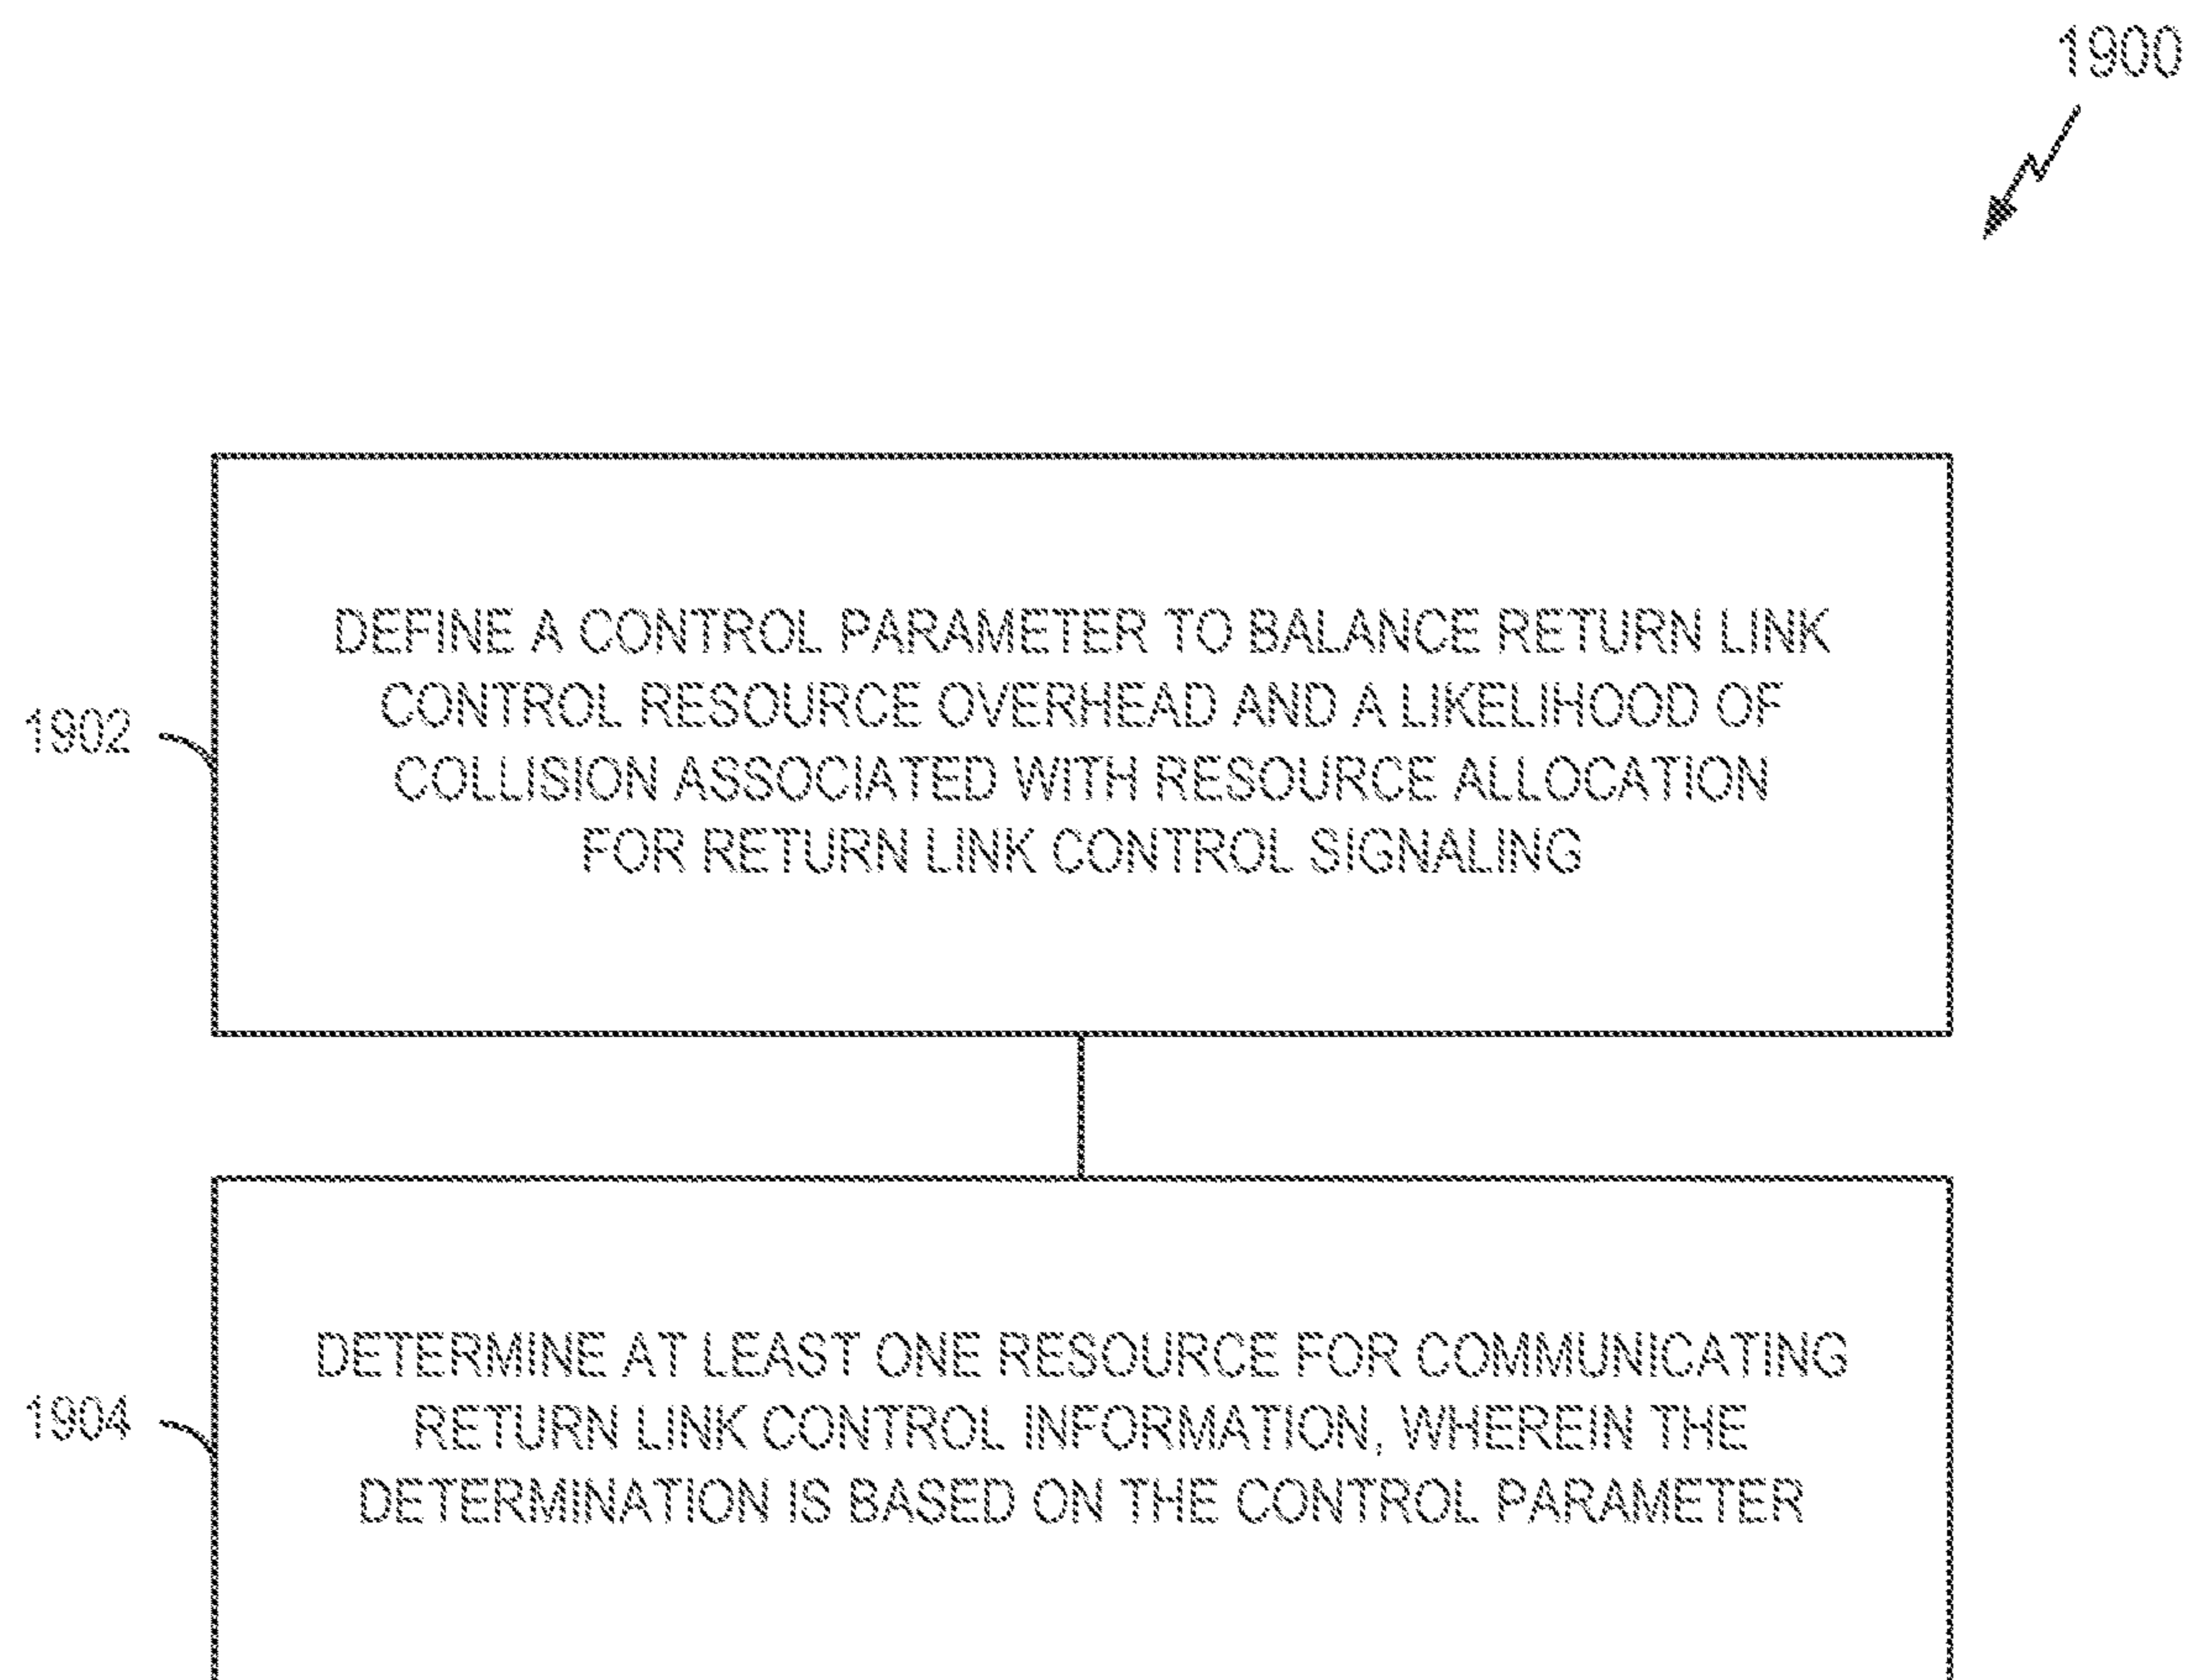 1900
DEFINE A CONTROL PARAMETER TO BALANCE RETURN LINK
CONTROL RESOURCE OVERHEAD AND A LIKELIHOOD OF
COLLISION ASSOCIATED WITH RESOURCE ALLOCATION
FOR RETURN LINK CONTROL SIGNALING
1902
DETERMINE AT LEAST ONE RESOURCE FOR COMMUNICATING
RETURN LINK CONTROL INFORMATION, WHEREIN THE
DETERMINATION IS BASED ON THE CONTROL PARAMETER
1904